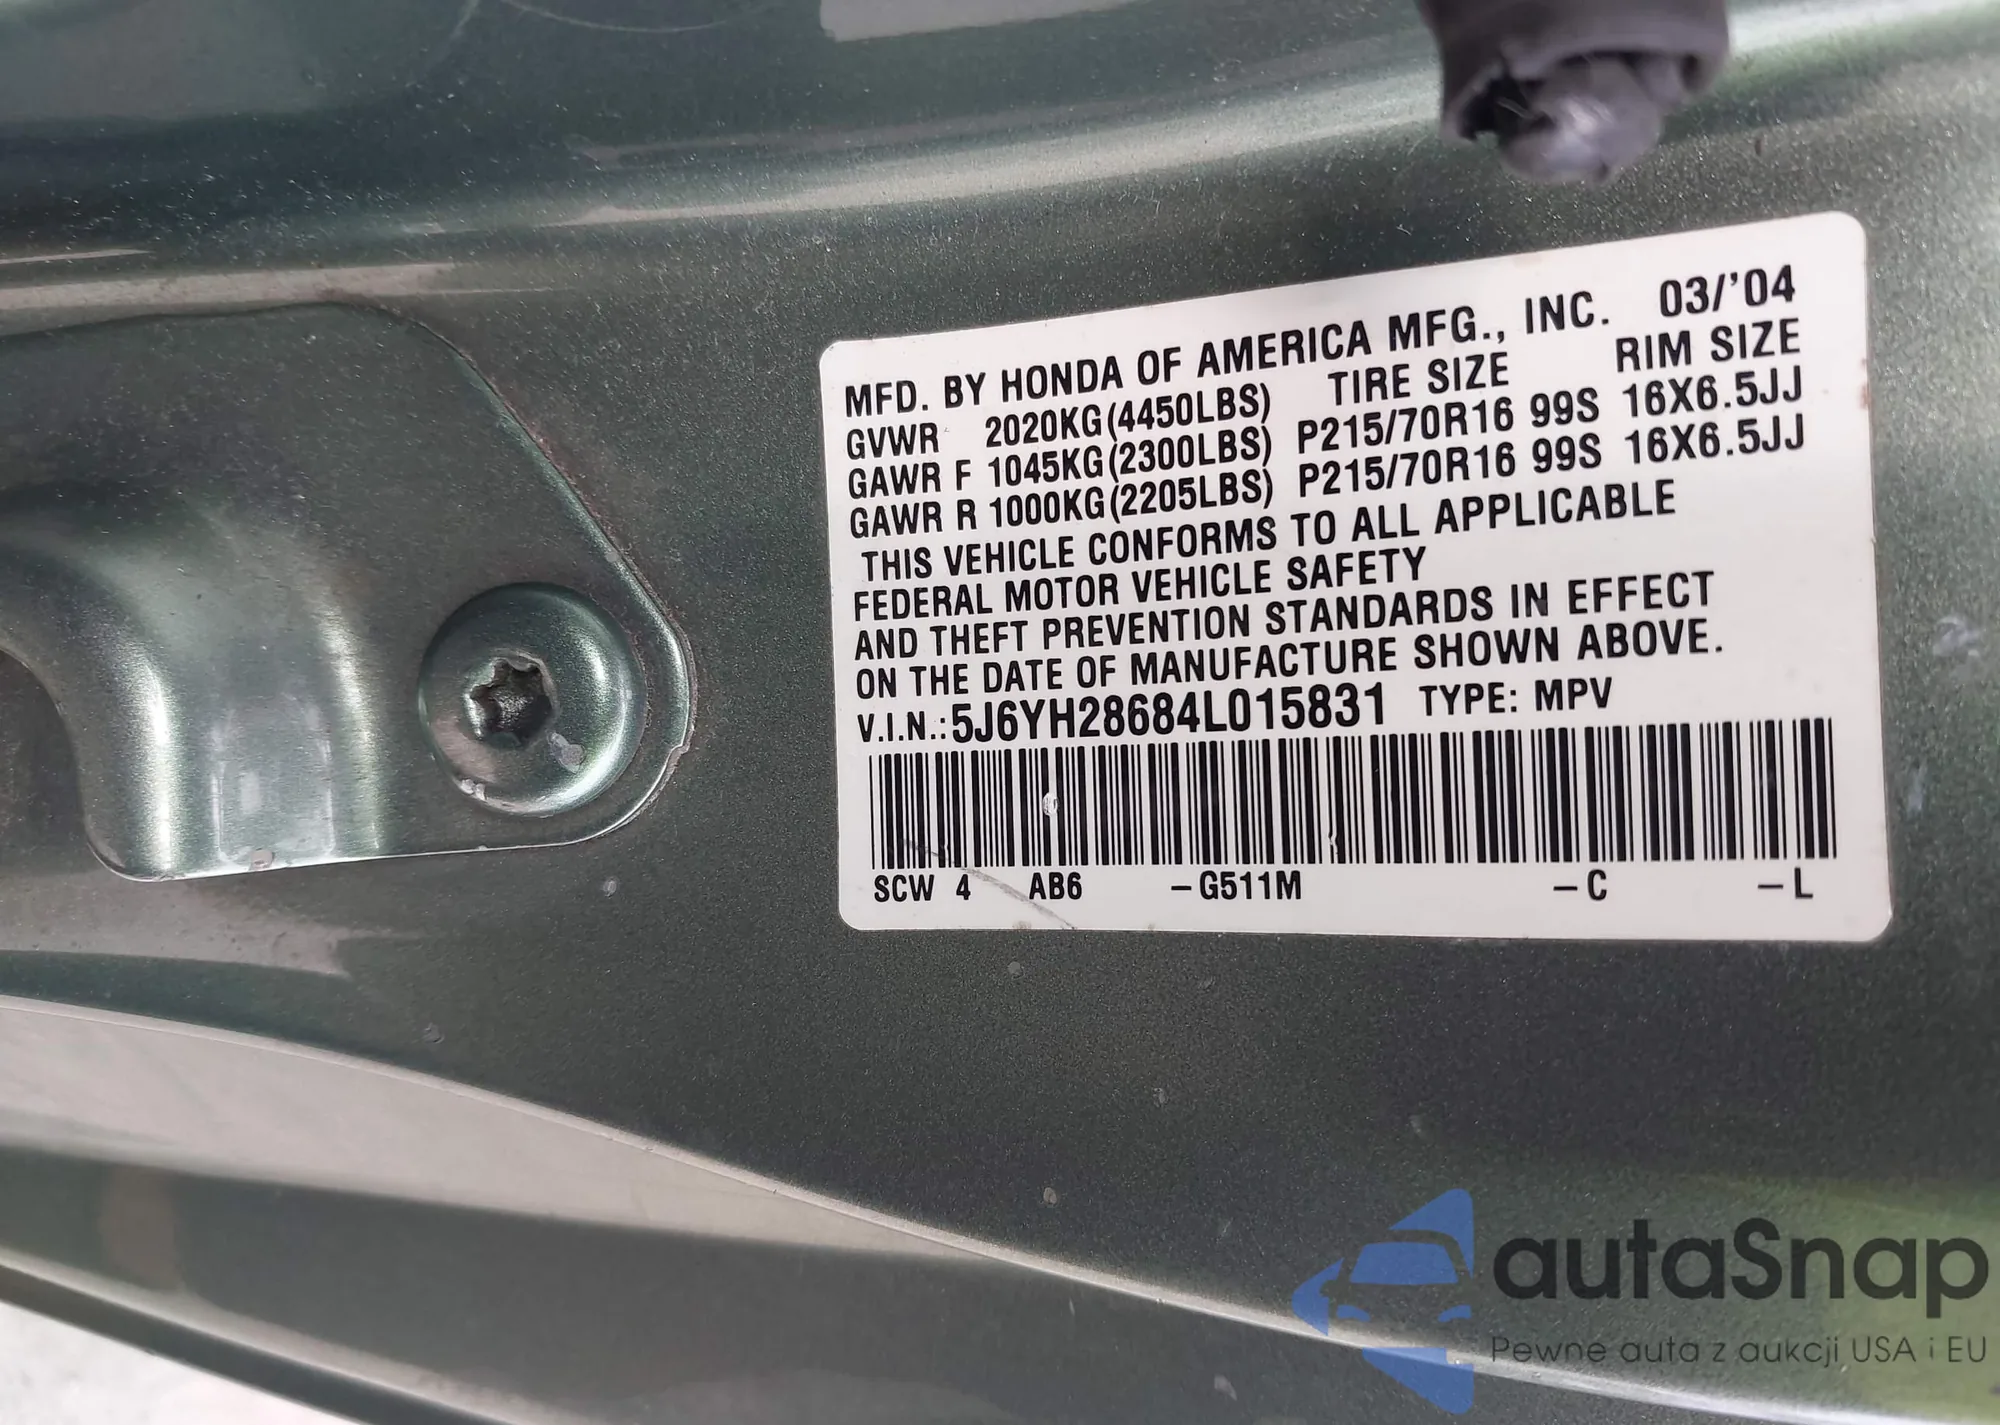 MFD. BY HONDA OF AMERICA MFG., INC. 03/'04
GVWR 2020KG(4450LBS) TIRE SIZE RIM SIZE
GAWR F 1045KG(2300LBS) P215/70R16 99S 16X6.5JJ
GAWR R 1000KG(2205LBS) P215/70R16 99S 16X6.5JJ
THIS VEHICLE CONFORMS TO ALL APPLICABLE
FEDERAL MOTOR VEHICLE SAFETY
AND THEFT PREVENTION STANDARDS IN EFFECT
ON THE DATE OF MANUFACTURE SHOWN ABOVE.
V.I.N.: 5J6YH28684L015831 TYPE: MPV
SCW 4 AB6 -G511M -C -L
autaSnap
Pewne auta z aukcji USA i EU